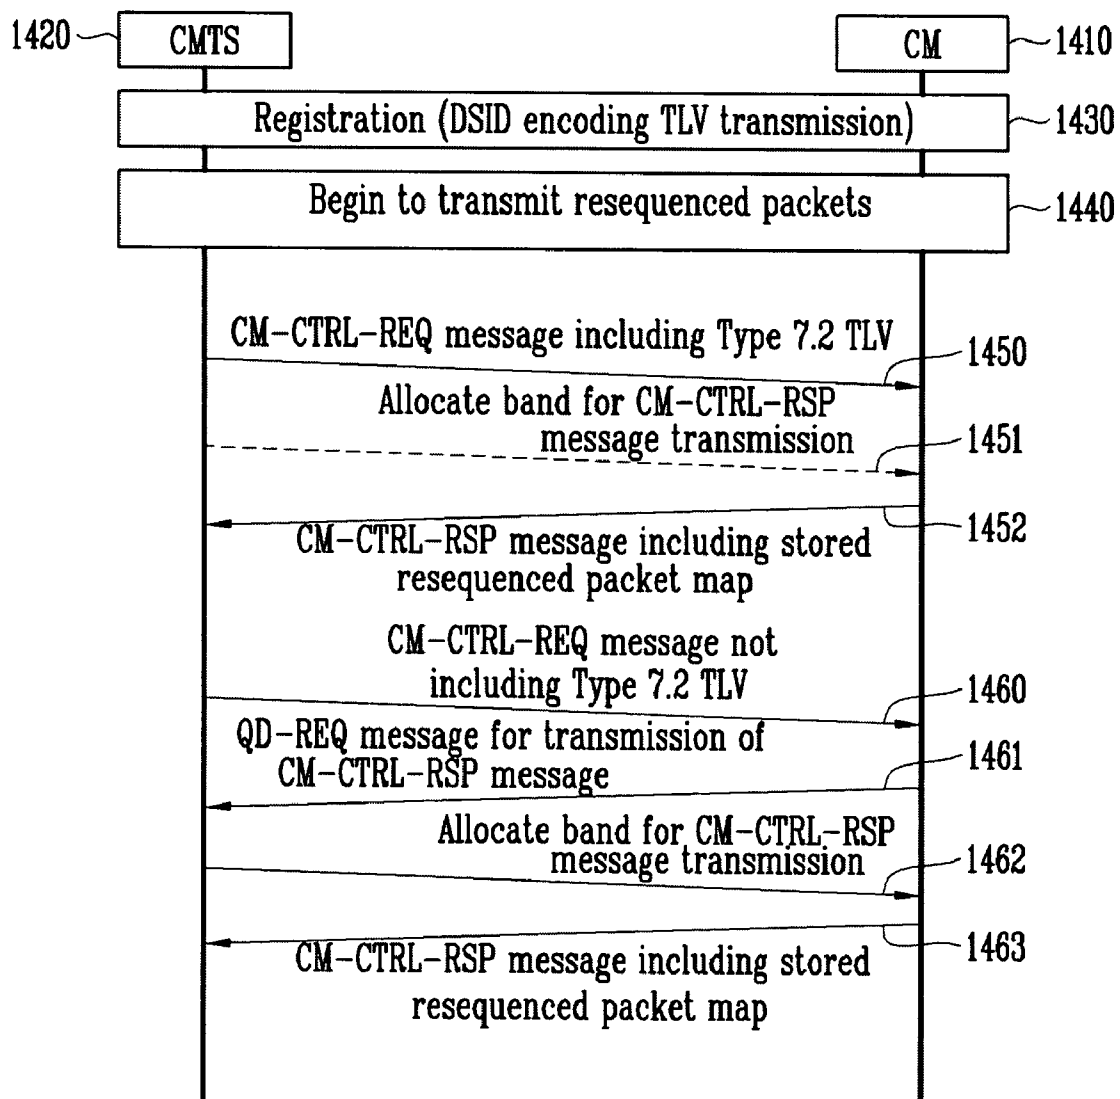 1420 CMTS CM 1410
Registration (DSID encoding TLV transmission) 1430
Begin to transmit resequenced packets 1440
CM-CTRL-REQ message including Type 7.2 TLV 1450
Allocate band for CM-CTRL-RSP
message transmission 1451
1452
CM-CTRL-RSP message including stored
resequenced packet map
CM-CTRL-REQ message not
including Type 7.2 TLV 1460
QD-REQ message for transmission of
CM-CTRL-RSP message 1461
Allocate band for CM-CTRL-RSP
message transmission 1462
1463
CM-CTRL-RSP message including stored
resequenced packet map